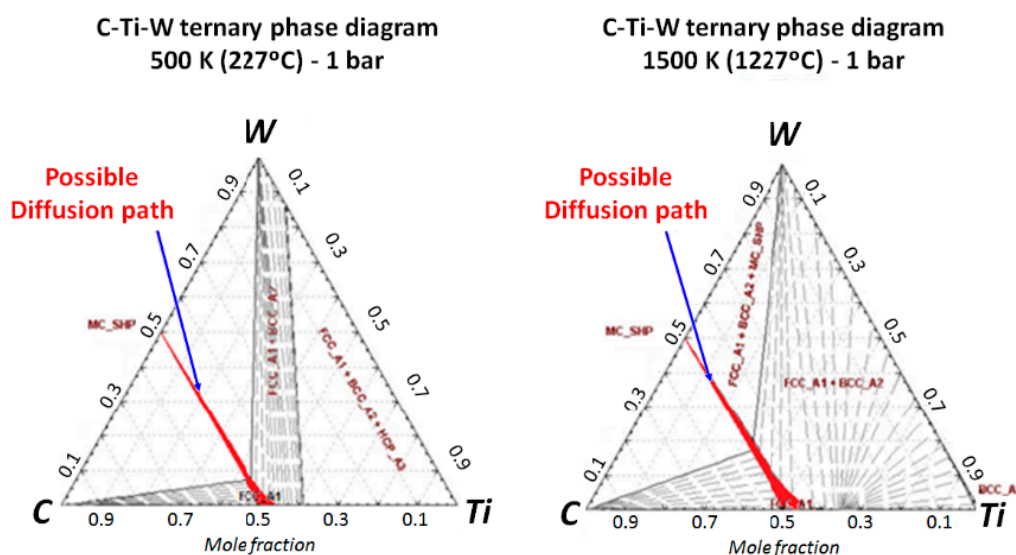 C-Ti-W ternary phase diagram
500 K (227ºC) - 1 bar
W
Possible
Diffusion path
0.9
0.7
0.5
0.3
0.1
0.1
0.3
0.5
0.7
0.9
MC_SHP
FCC_A1 + BCC_A2
FCC_A1 + BCC_A2 + HCP_A3
FCC_A1
C
Ti
0.9
0.7
0.5
0.3
0.1
Mole fraction
C-Ti-W ternary phase diagram
1500 K (1227ºC) - 1 bar
W
Possible
Diffusion path
0.9
0.7
0.5
0.3
0.1
0.1
0.3
0.5
0.7
0.9
MC_SHP
FCC_A1 + BCC_A2 + MC_SHP
FCC_A1 + BCC_A2
FCC_A1
BCC_A
C
Ti
0.9
0.7
0.5
0.3
0.1
Mole fraction